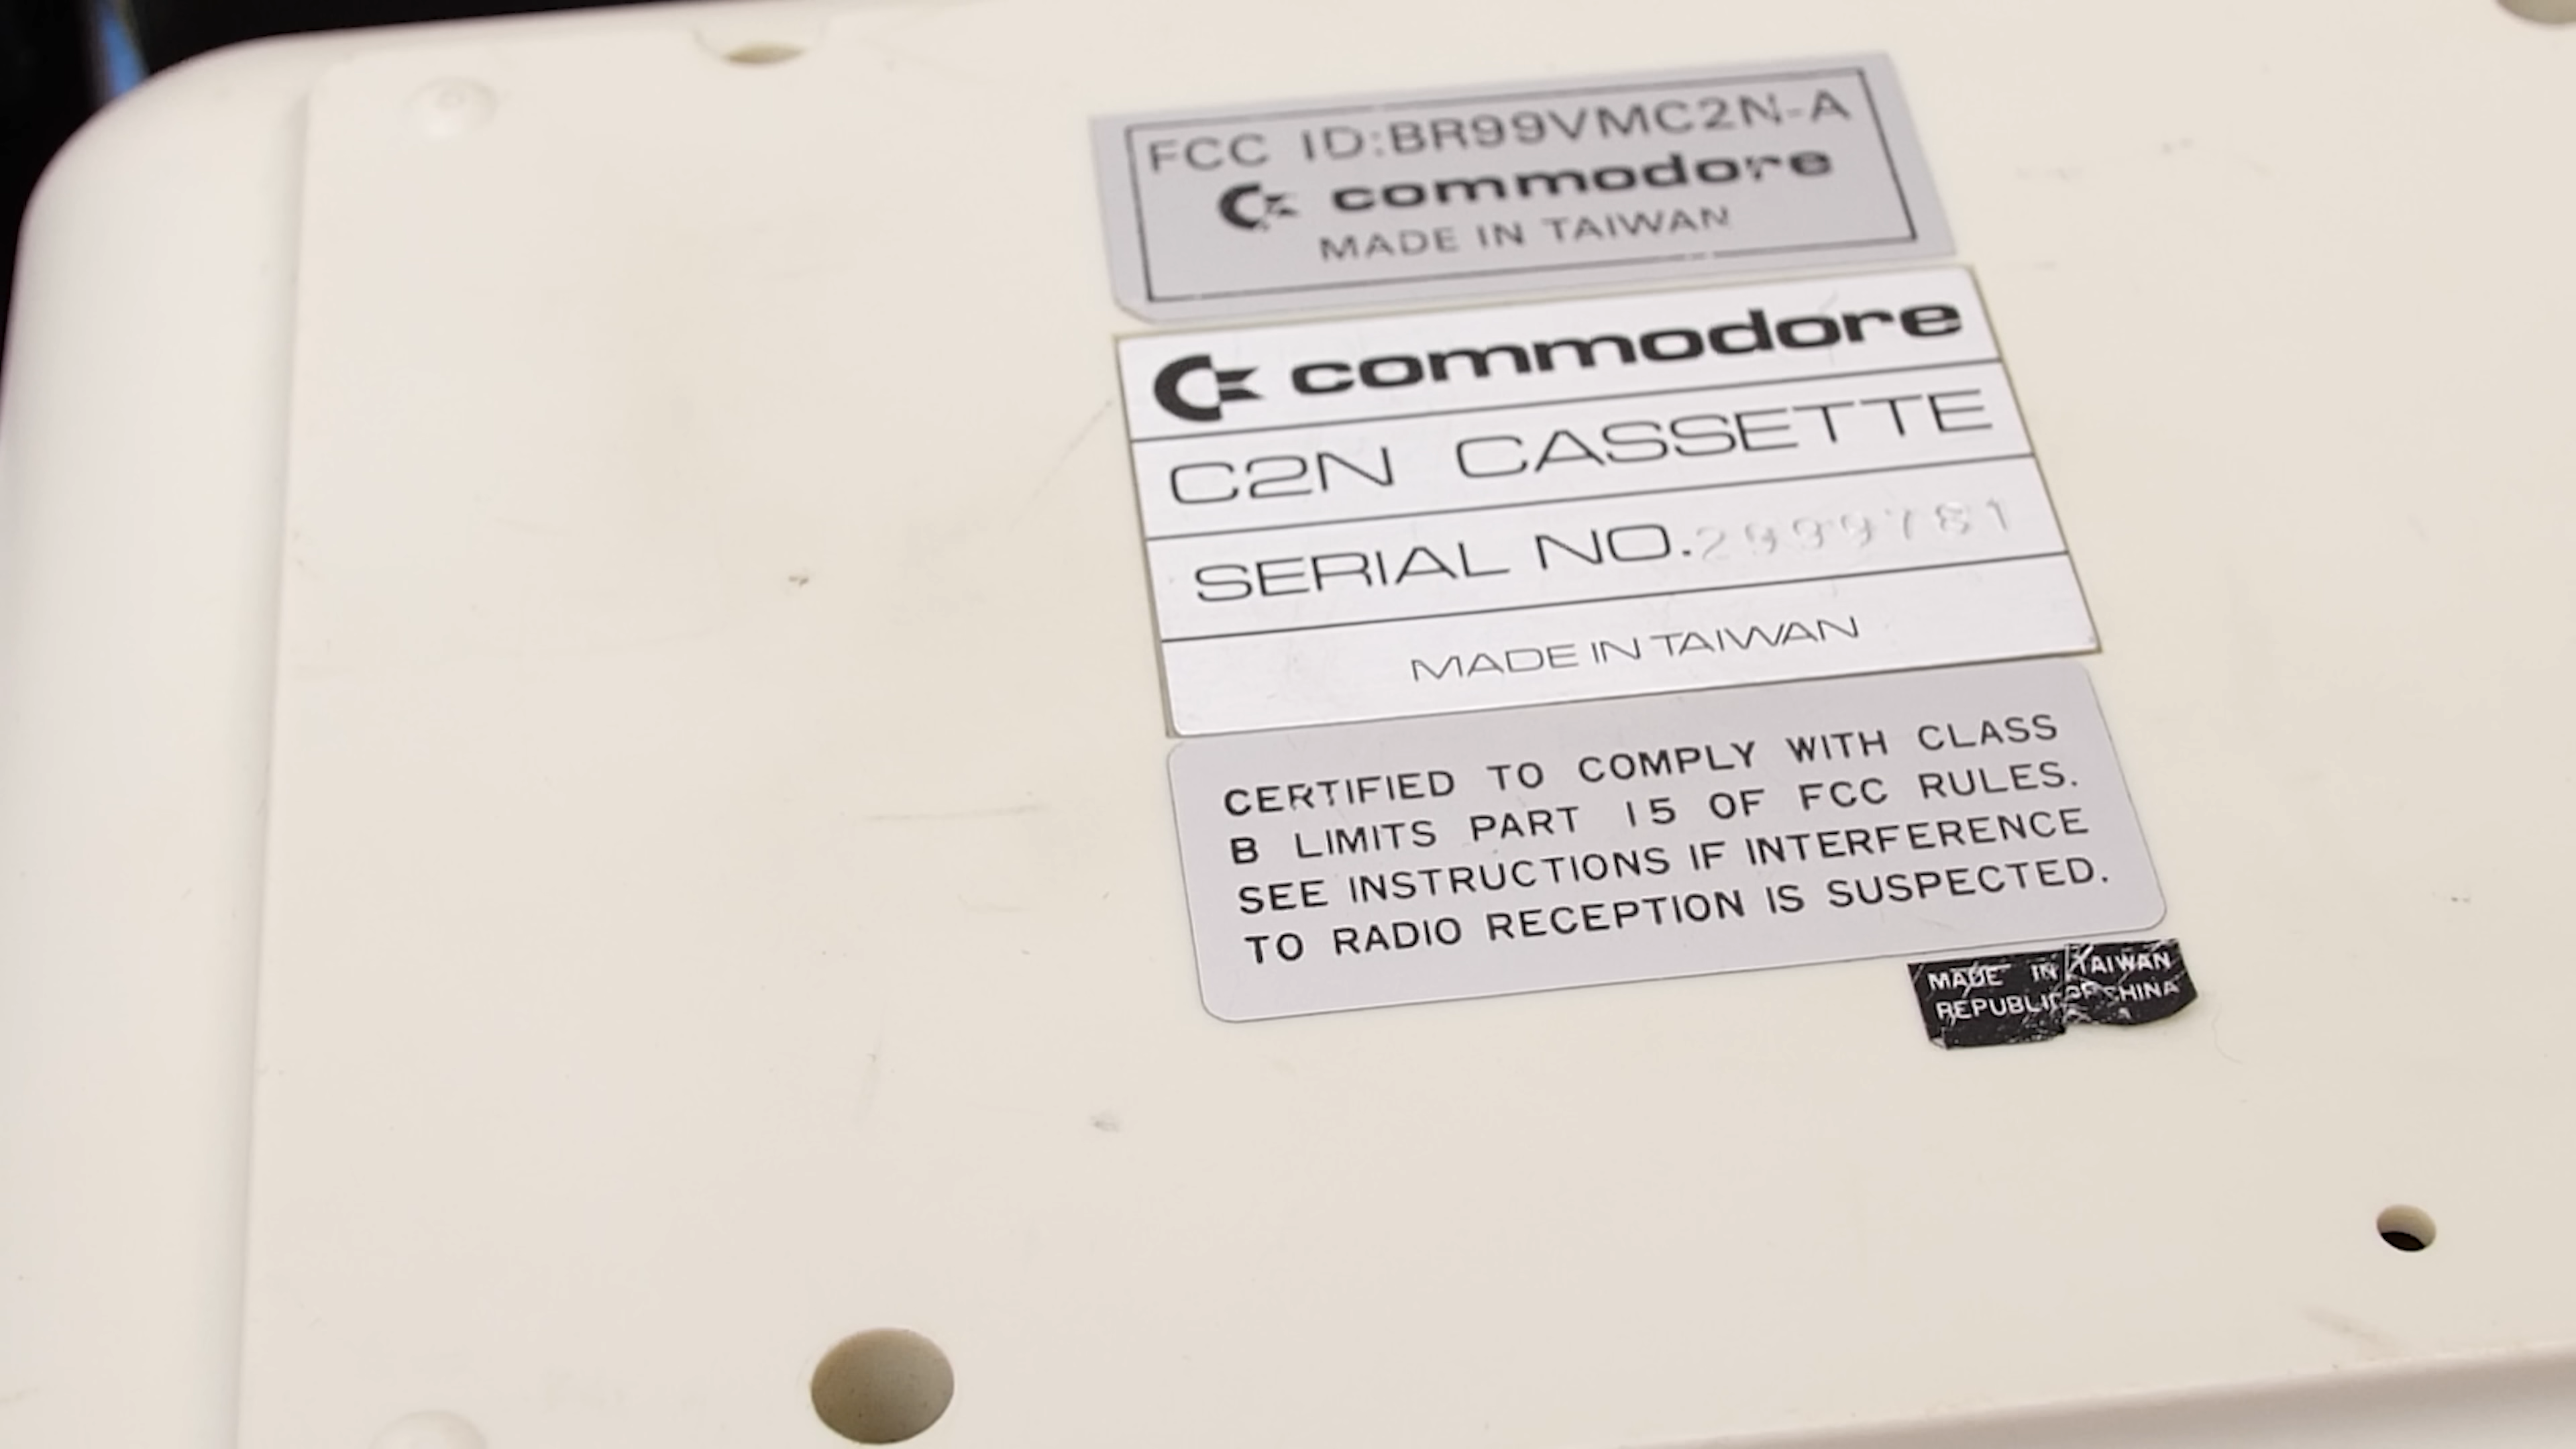 FCC ID:BR99VMC2N-A
commodore
MADE IN TAIWAN
commodore
C2N CASSETTE
SERIAL NO.2999781
MADE IN TAIWAN
CERTIFIED TO COMPLY WITH CLASS
B LIMITS PART 15 OF FCC RULES.
SEE INSTRUCTIONS IF INTERFERENCE
TO RADIO RECEPTION IS SUSPECTED.
MADE IN TAIWAN
REPUBLIC OF CHINA